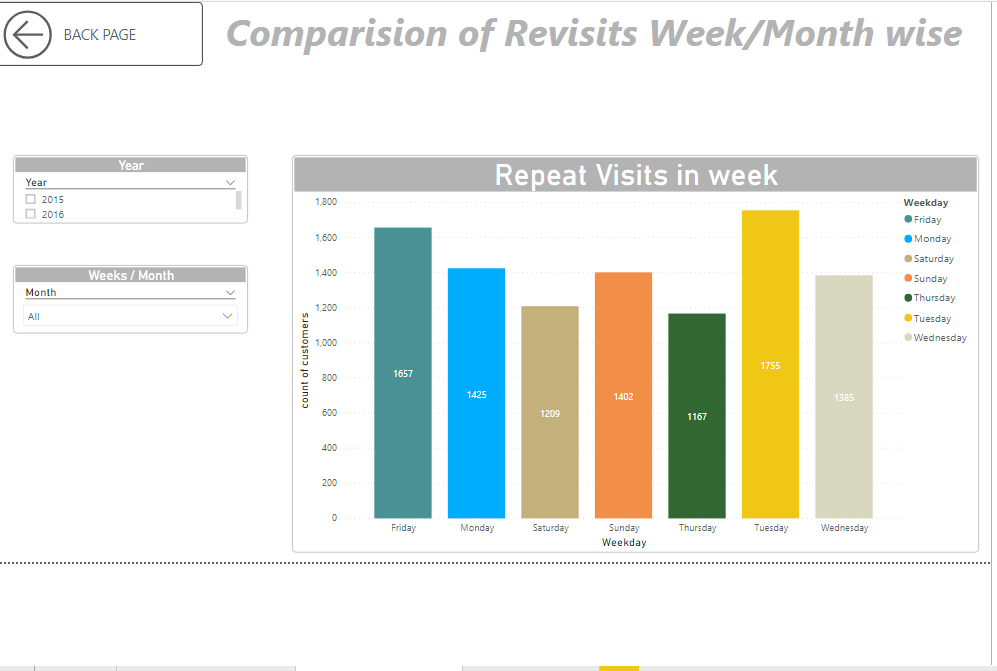 BACK PAGE
Comparision of Revisits Week/Month wise
Year
Year
2015
2016
Weeks / Month
Month
All
Repeat Visits in week
1,800
1,600
1,400
1,200
1,000
800
600
400
200
0
count of customers
1657
1425
1209
1402
1167
1755
1385
Friday Monday Saturday Sunday Thursday Tuesday Wednesday
Weekday
Weekday
Friday
Monday
Saturday
Sunday
Thursday
Tuesday
Wednesday